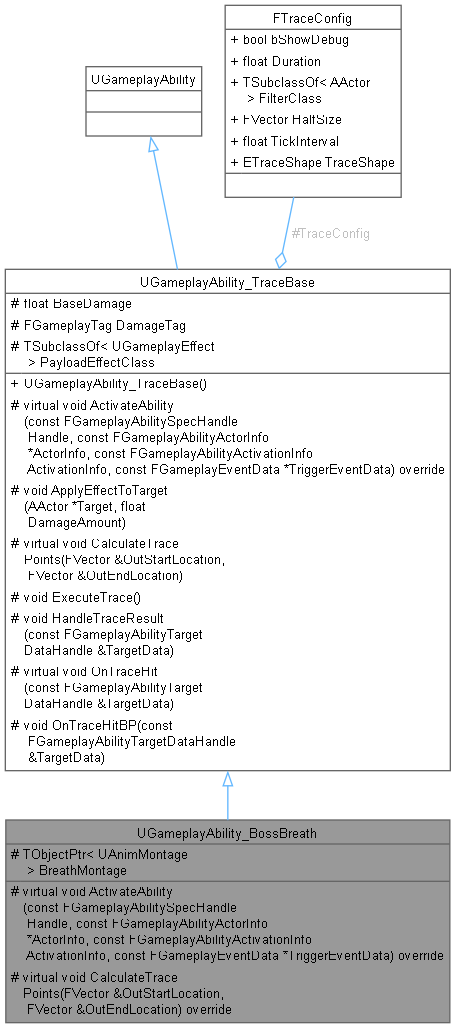 FTraceConfig
+ bool bShowDebug
+ float Duration
+ TSubclassOf< AActor
> FilterClass
+ FVector HalfSize
+ float TickInterval
+ ETraceShape TraceShape
UGameplayAbility
#TraceConfig
UGameplayAbility_TraceBase
# float BaseDamage
# FGameplayTag DamageTag
# TSubclassOf< UGameplayEffect
> PayloadEffectClass
+ UGameplayAbility_TraceBase()
# virtual void ActivateAbility
(const FGameplayAbilitySpecHandle
Handle, const FGameplayAbilityActorInfo
*ActorInfo, const FGameplayAbilityActivationInfo
ActivationInfo, const FGameplayEventData *TriggerEventData) override
# void ApplyEffectToTarget
(AActor *Target, float
DamageAmount)
# virtual void CalculateTrace
Points(FVector &OutStartLocation,
FVector &OutEndLocation)
# void ExecuteTrace()
# void HandleTraceResult
(const FGameplayAbilityTarget
DataHandle &TargetData)
# virtual void OnTraceHit
(const FGameplayAbilityTarget
DataHandle &TargetData)
# void OnTraceHitBP(const
FGameplayAbilityTargetDataHandle
&TargetData)
UGameplayAbility_BossBreath
# TObjectPtr< UAnimMontage
> BreathMontage
# virtual void ActivateAbility
(const FGameplayAbilitySpecHandle
Handle, const FGameplayAbilityActorInfo
*ActorInfo, const FGameplayAbilityActivationInfo
ActivationInfo, const FGameplayEventData *TriggerEventData) override
# virtual void CalculateTrace
Points(FVector &OutStartLocation,
FVector &OutEndLocation) override